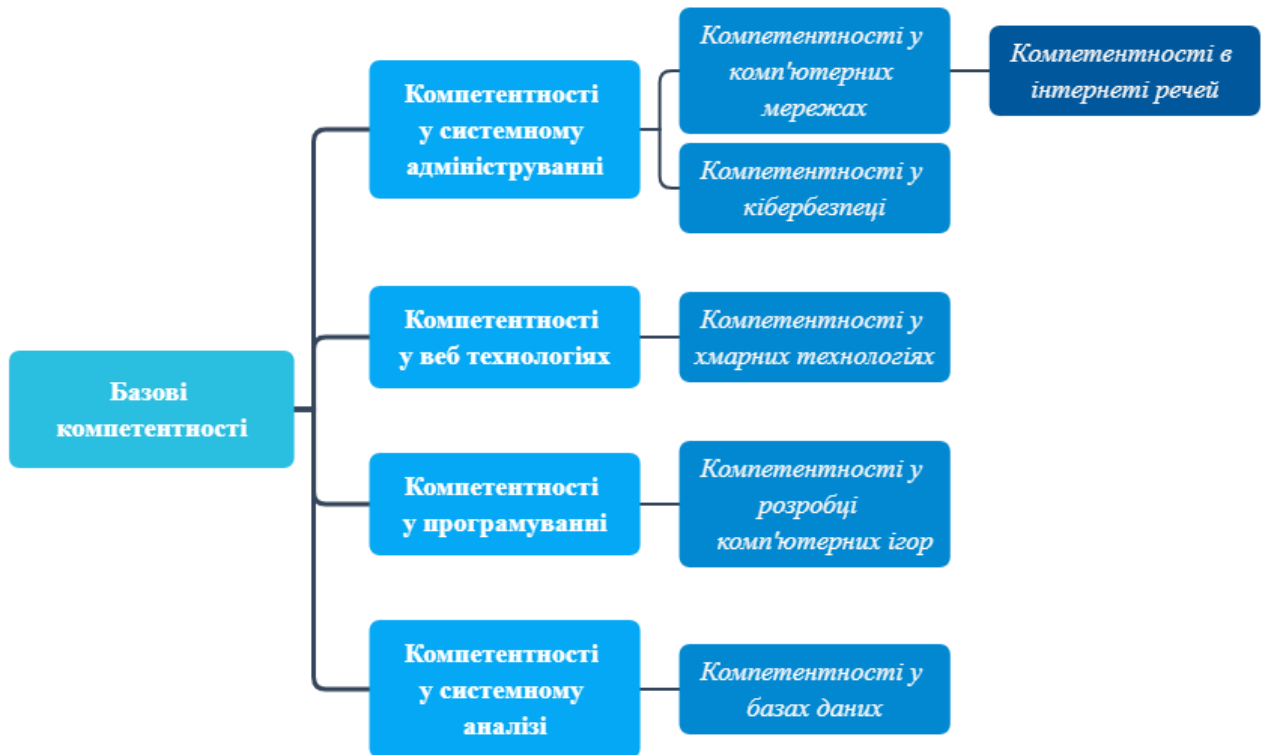 Базові
компетентності
Компетентності
у системному
адмініструванні
Компетентності у
комп'ютерних
мережах
Компетентності в
інтернеті речей
Компетентності у
кібербезпеці
Компетентності
у веб технологіях
Компетентності у
хмарних технологіях
Компетентності
у програмуванні
Компетентності у
розробці
комп'ютерних ігор
Компетентності
у системному
аналізі
Компетентності у
базах даних